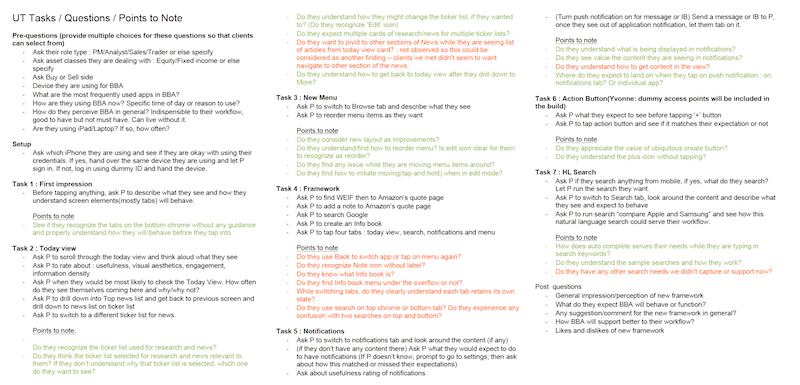 UT Tasks / Questions / Points to Note
Pre-questions (provide multiple choices for these questions so that clients
can select from)
- Ask their role type : PM/Analyst/Sales/Trader or else specify
- Ask asset classes they are dealing with : Equity/Fixed income or else
specify
- Ask Buy or Sell side
- Device they are using for BBA
- What are the most frequently used apps in BBA?
- How are they using BBA now? Specific time of day or reason to use?
- How do they perceive BBA in general? Indispensible to their workflow,
good to have but not must have. Can live without it.
- Are they using iPad/Laptop? If so, how often?
Setup
- Ask which iPhone they are using and see if they are okay with using their
credentials. If yes, hand over the same device they are using and let P
sign in. If not, log in using dummy ID and hand the device.
Task 1 : First impression
- Before tapping anything, ask P to describe what they see and how they
understand screen elements(mostly tabs) will behave.
Points to note
- See if they recognize the tabs on the bottom chrome without any guidance
and properly understand how they will behave before they tap into.
Task 2 : Today view
- Ask P to scroll through the today view and think aloud what they see
- Ask P to rate about : usefulness, visual aesthetics, engagement,
information density
- Ask P when they would be most likely to check the Today View. How often
do they see themselves coming here and why/why not?
- Ask P to drill down into Top news list and get back to previous screen and
drill down to news list on ticker list
- Ask P to switch to a different ticker list for news.
Points to note:
-
Do they recognize the ticker list used for research and news?
- Do they think the ticker list selected for research and news relevant to
them? If they don't understand why that ticker list is selected, which one
do they want to see?
- Do they understand how they might change the ticker list, if they wanted
to? (Do they recognize 'Edit' icon)
- Do they expect multiple cards of research/news for multiple ticker lists?
- Do they want to pivot to other sections of News while they are seeing list
of articles from today view card? : not observed so this could be
considered as another finding – clients we met didn't seem to want
navigate to other section of the news.
- Do they understand how to get back to today view after they drill down to
More?
Task 3 : New Menu
- Ask P to switch to Browse tab and describe what they see
- Ask P to reorder menu items as they want
Points to note
- Do they consider new layout as improvements?
- Do they understand/find how to reorder menu? Is edit icon clear for them
to recognize as reorder?
- Do they find any issue while they are moving menu items around?
- Do they find how to initiate moving(tap and hold) when in edit mode?
Task 4 : Framework
- Ask P to find WEIF then to Amazon's quote page
- Ask P to add a note to Amazon's quote page
- Ask P to search Google
- Ask P to create an Info book
- Ask P to tap four tabs : today view, search, notifications and menu
Points to note
- Do they use Back to switch app or tap on menu again?
- Do they recognize Note icon without label?
- Do they know what Info book is?
- Do they find Info book menu under the overflow or not?
- While switching tabs, do they clearly understand each tab retains its own
state?
- Do they use search on top chrome or bottom tab? Do they experience any
confusion with two searches on top and bottom?
Task 5 : Notifications
- Ask P to switch to notifications tab and look around the content (if any)
- (if they don't have any content there) Ask P what they would expect to do
to have notifications (If P doesn't know, prompt to go to settings; then ask
about how this matched or missed their expectations)
- Ask about usefulness rating of notifications
- (Turn push notification on for message or IB) Send a message or IB to P,
once they see out of application notification, let them tab on it.
Points to note
- Do they understand what is being displayed in notifications?
- Do they see value the content they are seeing in notifications?
- Do they understand how to get content in the view?
- Where do they expect to land on when they tap on push notification : on
notifications tab? Or individual app?
Task 6 : Action Button(Yvonne: dummy access points will be included in
the build)
- Ask P what they expect to see before tapping '+' button
- Ask P to tap action button and see if it matches their expectation or not
Points to note
- Do they appreciate the value of ubiquitous create button?
- Do they understand the plus icon without tapping?
Task 7 : HL Search
- Ask P if they search anything from mobile, if yes, what do they search?
Let P run the search they want.
- Ask P to switch to Search tab, look around the content and describe what
they see and expect to behave
- Ask P to run search "compare Apple and Samsung" and see how this
natural language search could serve their workflow.
Points to note
- How does auto complete serves their needs while they are typing in
search keywords?
- Do they understand the sample searches and how they work?
- Do they have any other search needs we didn't capture or support now?
Post questions
- General impression/perception of new framework
- What do they expect BBA will behave or function?
- Any suggestion/comment for the new framework in general?
- How BBA will support better to their workflow?
- Likes and dislikes of new framework